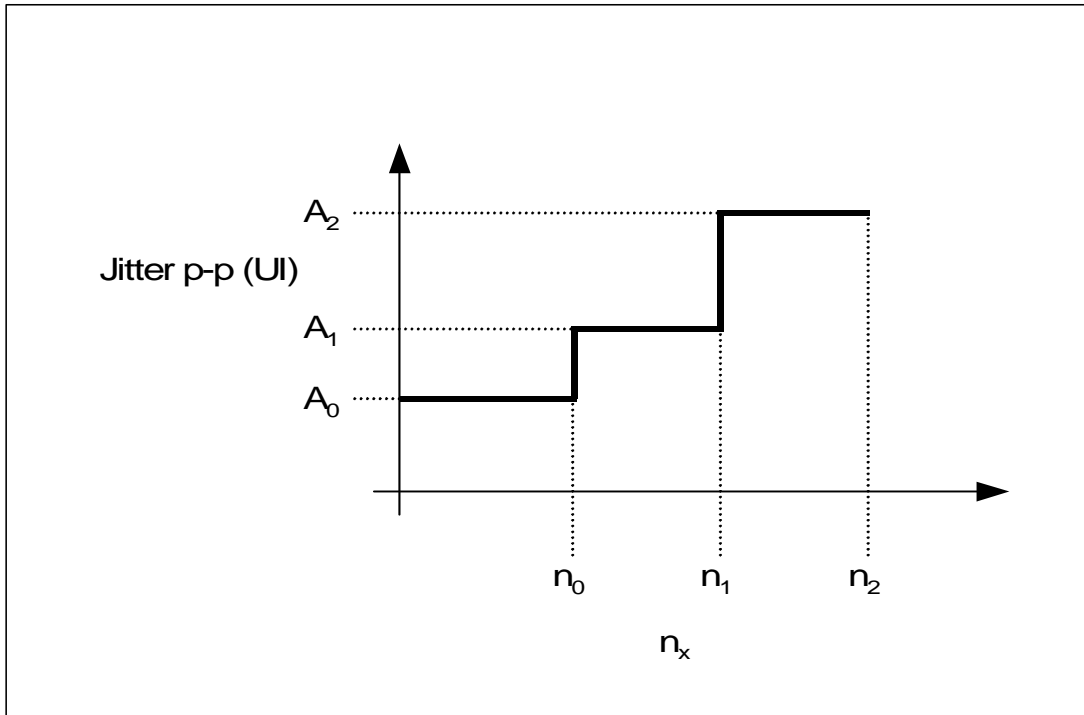 A₂
Jitter p-p (UI)
A₁
A₀
n₀ n₁ n₂
nₓ